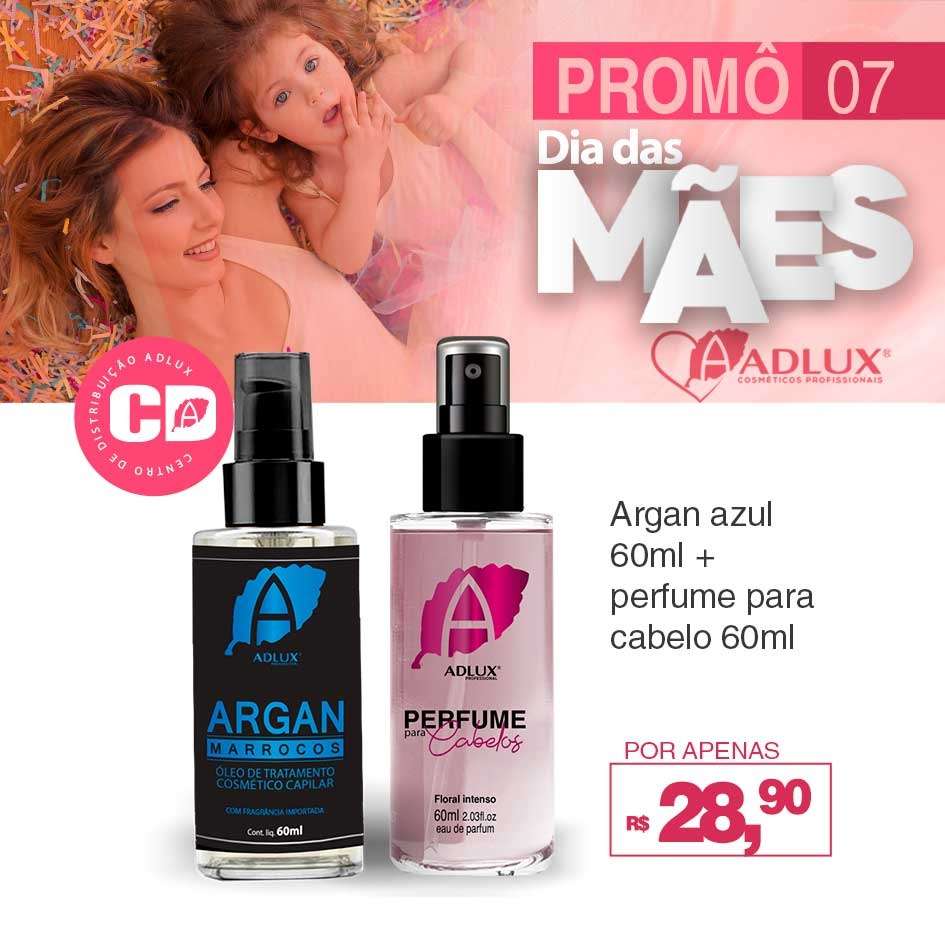 PROMÔ 07
Dia das
MÃES
AADLUX®
COSMÉTICOS PROFISSIONAIS
CENTRO DE DISTRIBUIÇÃO ADLUX
CD
A
Argan azul
60ml +
perfume para
cabelo 60ml
A
ADLUX®
ARGAN
MARROCOS
ÓLEO DE TRATAMENTO
COSMÉTICO CAPILAR
COM FRAGRÂNCIA IMPORTADA
Cont. liq. 60ml
A
ADLUX®
PROFESSIONAL
PERFUME
para Cabelos
Floral intenso
60ml 2.03fl.oz
eau de parfum
POR APENAS
R$ 28,90